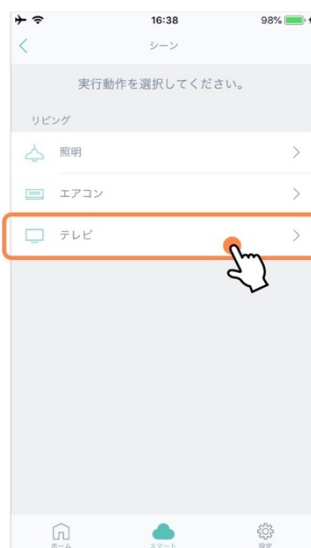 16:38
98%
シーン
実行動作を選択してください。
リビング
照明
エアコン
テレビ
ホーム
スマート
設定